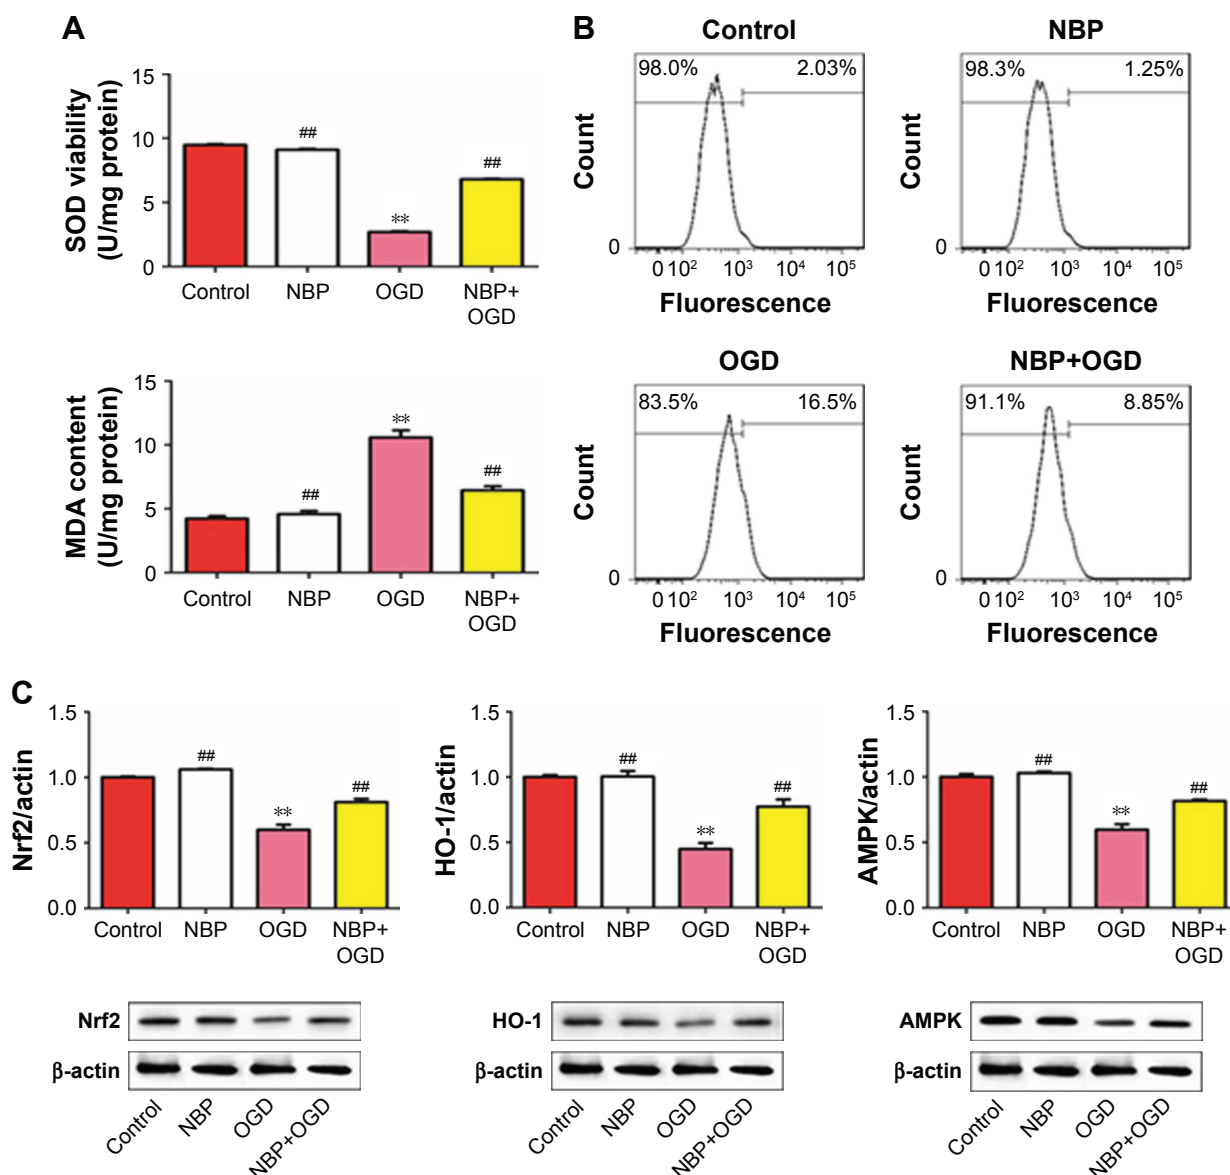 A
SOD viability
(U/mg protein)
15
10
5
0
##
**
##
Control NBP OGD NBP+
OGD
MDA content
(U/mg protein)
15
10
5
0
##
**
##
Control NBP OGD NBP+
OGD
B
Control
98.0% 2.03%
Count
0
0 10² 10³ 10⁴ 10⁵
Fluorescence
NBP
98.3% 1.25%
Count
0
0 10² 10³ 10⁴ 10⁵
Fluorescence
OGD
83.5% 16.5%
Count
0
0 10² 10³ 10⁴ 10⁵
Fluorescence
NBP+OGD
91.1% 8.85%
Count
0
0 10² 10³ 10⁴ 10⁵
Fluorescence
C
Nrf2/actin
1.5
1.0
0.5
0.0
##
**
##
Control NBP OGD NBP+
OGD
HO-1/actin
1.5
1.0
0.5
0.0
##
**
##
Control NBP OGD NBP+
OGD
AMPK/actin
1.5
1.0
0.5
0.0
##
**
##
Control NBP OGD NBP+
OGD
Nrf2
β-actin
Control NBP OGD NBP+OGD
HO-1
β-actin
Control NBP OGD NBP+OGD
AMPK
β-actin
Control NBP OGD NBP+OGD